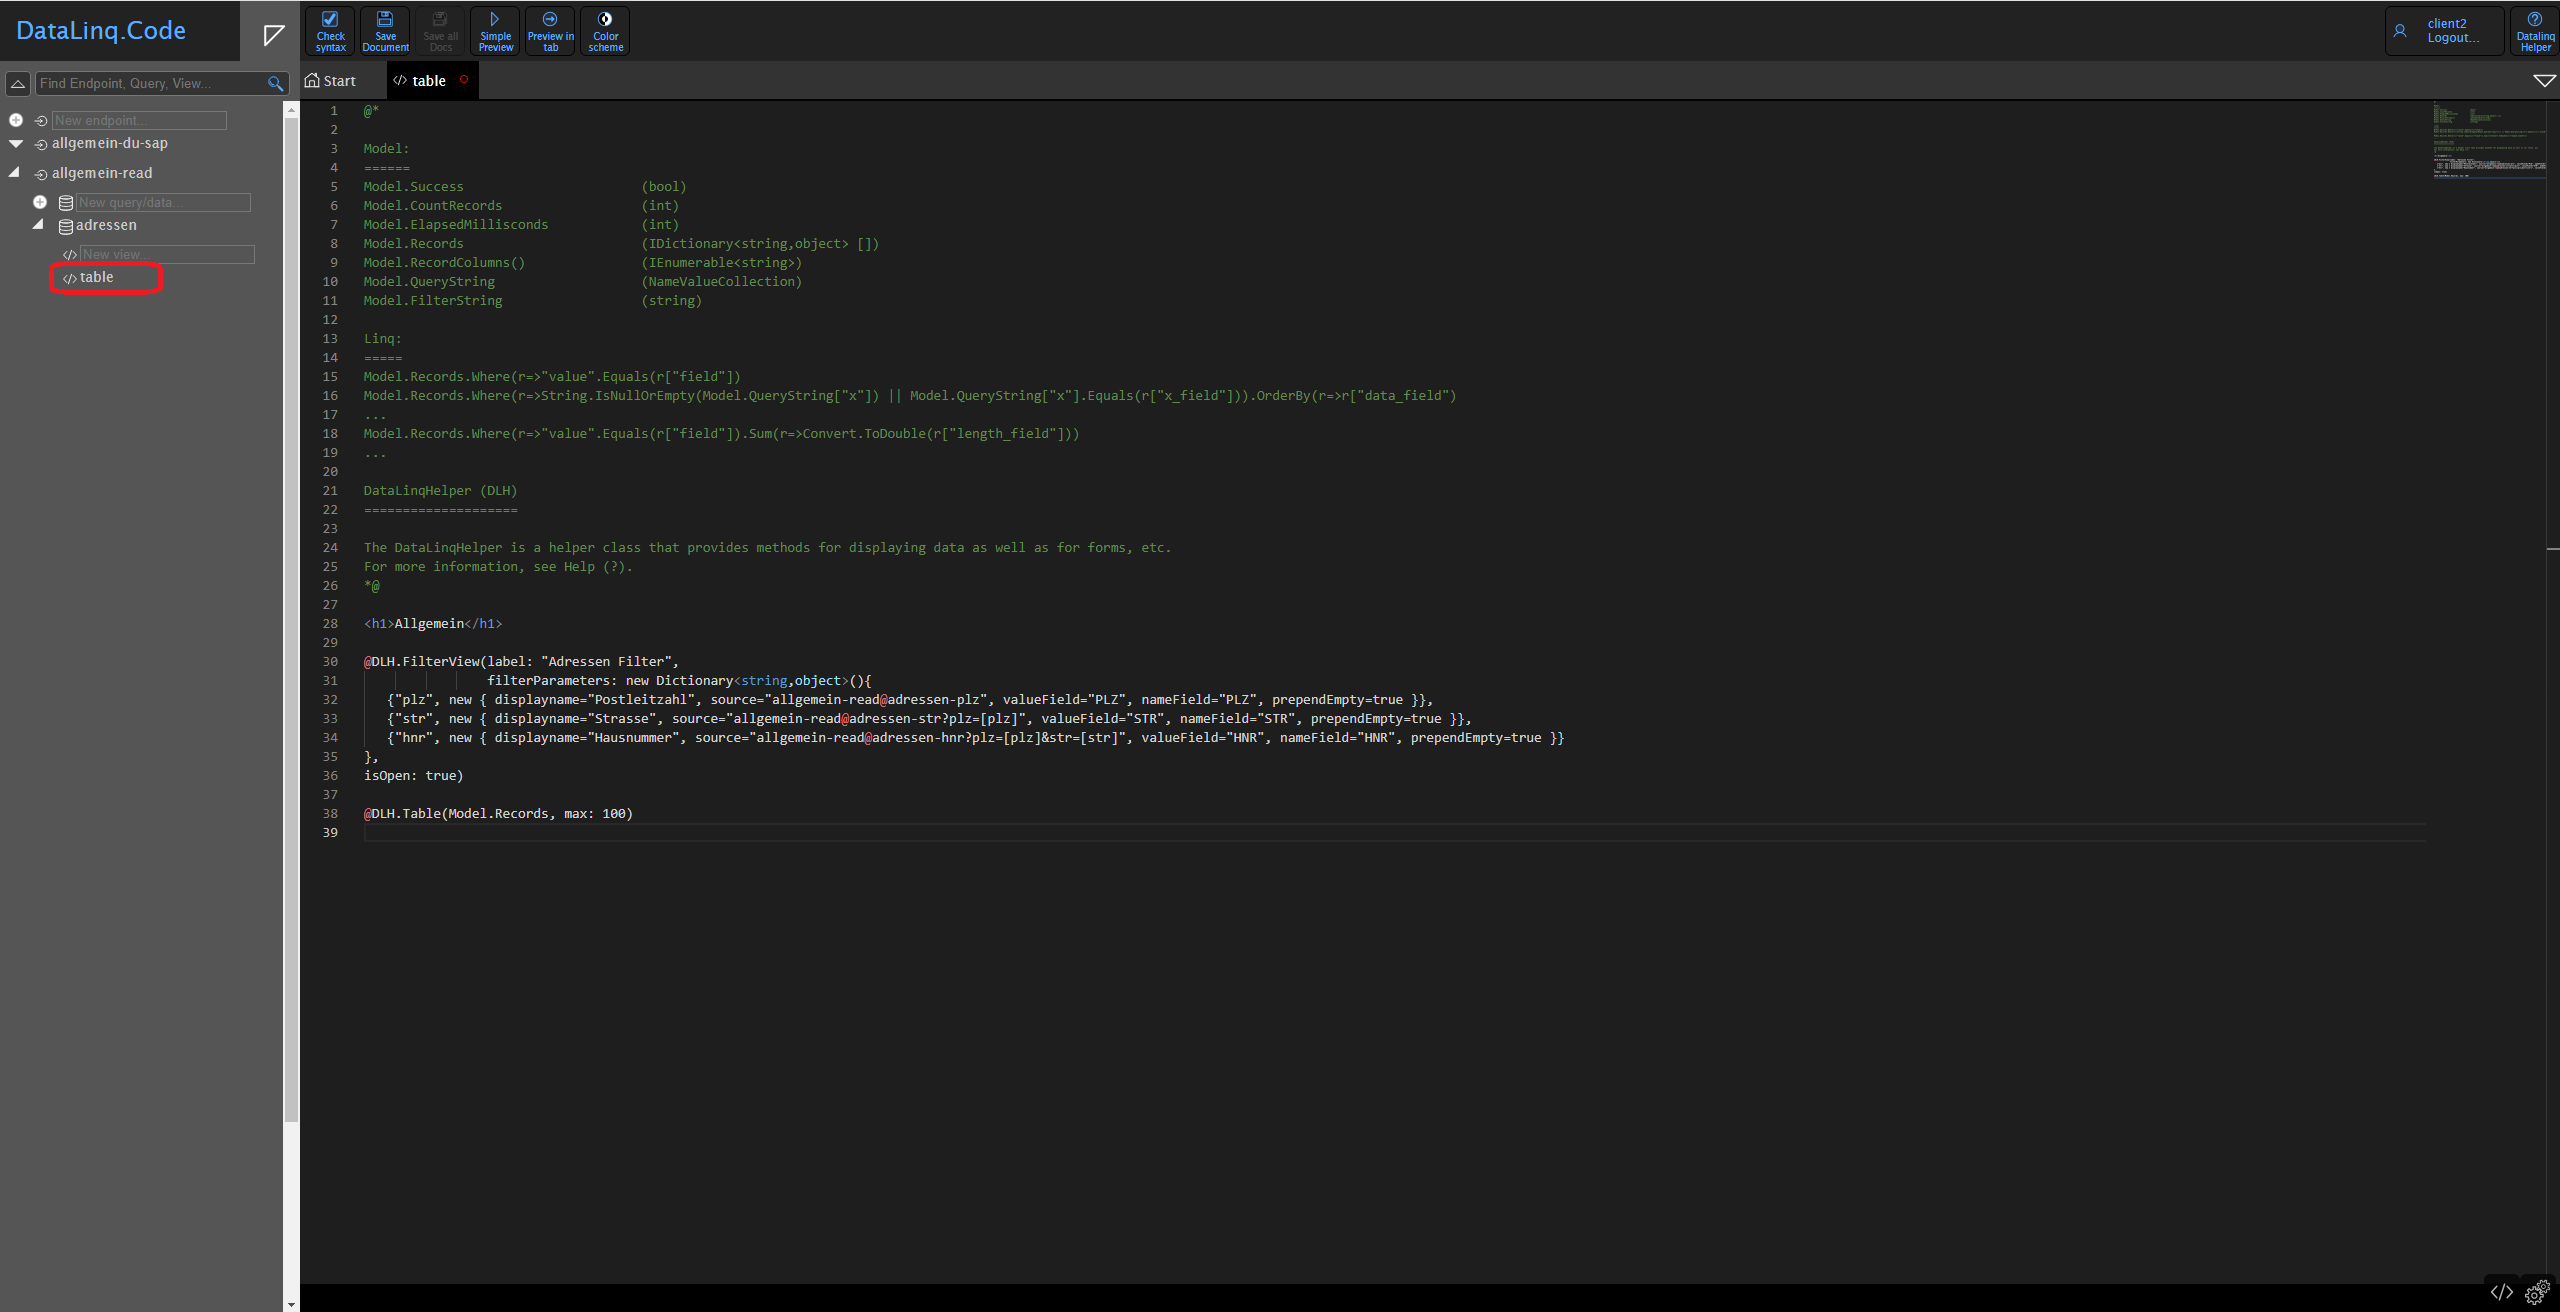 DataLinq.Code
Check syntax
Save Document
Save all Docs
Simple Preview
Preview in tab
Color scheme
client2
Logout...
Datalinq Helper
Find Endpoint, Query, View...
Start
</> table
New endpoint...
allgemein-du-sap
allgemein-read
New query/data...
adressen
</> New view...
</> table
1 @*
2
3 Model:
4 ======
5 Model.Success (bool)
6 Model.CountRecords (int)
7 Model.ElapsedMillisconds (int)
8 Model.Records (IDictionary<string,object> [])
9 Model.RecordColumns() (IEnumerable<string>)
10 Model.QueryString (NameValueCollection)
11 Model.FilterString (string)
12
13 Linq:
14 =====
15 Model.Records.Where(r=>"value".Equals(r["field"])
16 Model.Records.Where(r=>String.IsNullOrEmpty(Model.QueryString["x"]) || Model.QueryString["x"].Equals(r["x_field"])).OrderBy(r=>r["data_field")
17 ...
18 Model.Records.Where(r=>"value".Equals(r["field"]).Sum(r=>Convert.ToDouble(r["length_field"]))
19 ...
20
21 DataLinqHelper (DLH)
22 ====================
23
24 The DataLinqHelper is a helper class that provides methods for displaying data as well as for forms, etc.
25 For more information, see Help (?).
26 *@
27
28 <h1>Allgemein</h1>
29
30 @DLH.FilterView(label: "Adressen Filter",
31 filterParameters: new Dictionary<string,object>(){
32 {"plz", new { displayname="Postleitzahl", source="allgemein-read@adressen-plz", valueField="PLZ", nameField="PLZ", prependEmpty=true }},
33 {"str", new { displayname="Strasse", source="allgemein-read@adressen-str?plz=[plz]", valueField="STR", nameField="STR", prependEmpty=true }},
34 {"hnr", new { displayname="Hausnummer", source="allgemein-read@adressen-hnr?plz=[plz]&str=[str]", valueField="HNR", nameField="HNR", prependEmpty=true }}
35 },
36 isOpen: true)
37
38 @DLH.Table(Model.Records, max: 100)
39